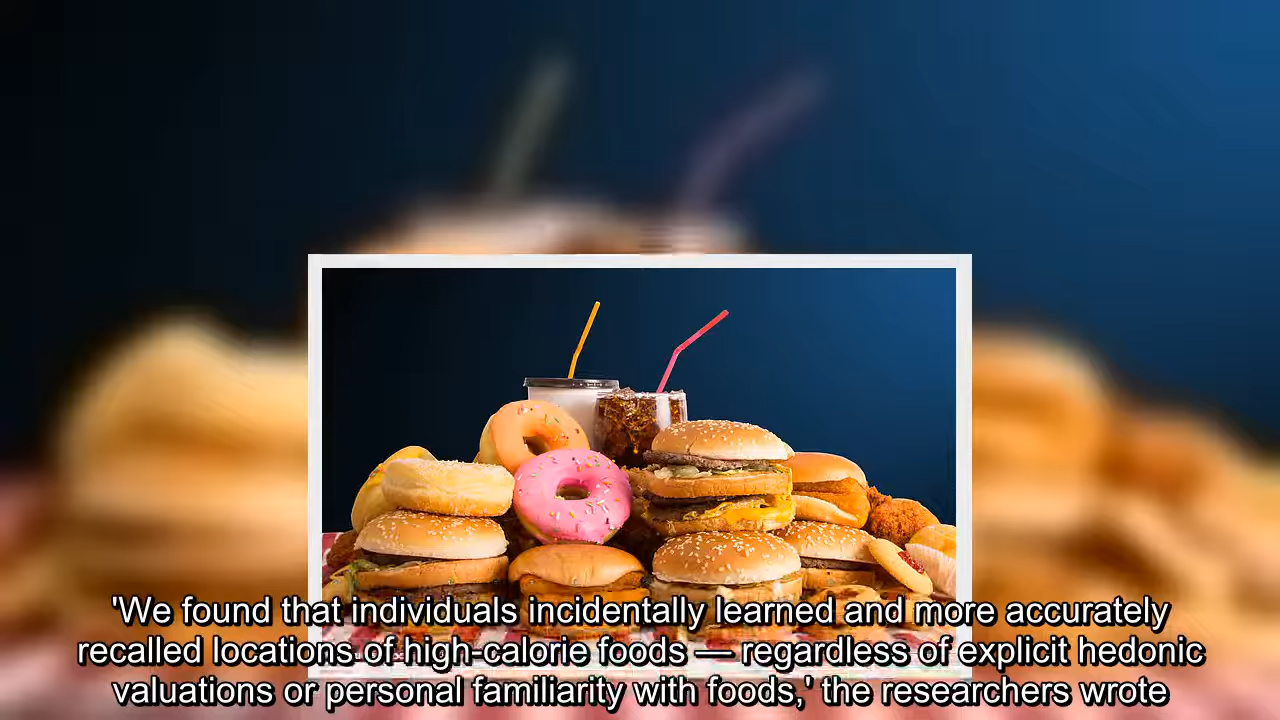 'We found that individuals incidentally learned and more accurately
recalled locations of high-calorie foods — regardless of explicit hedonic
valuations or personal familiarity with foods,' the researchers wrote